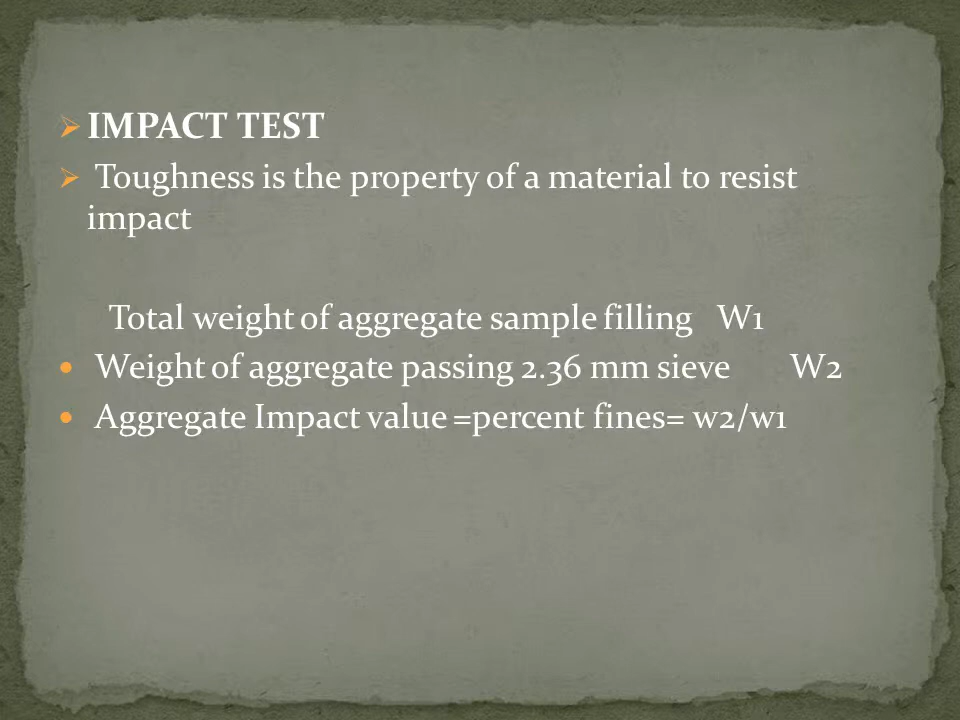 IMPACT TEST
Toughness is the property of a material to resist
impact
Total weight of aggregate sample filling W1
Weight of aggregate passing 2.36 mm sieve W2
Aggregate Impact value =percent fines= w2/w1